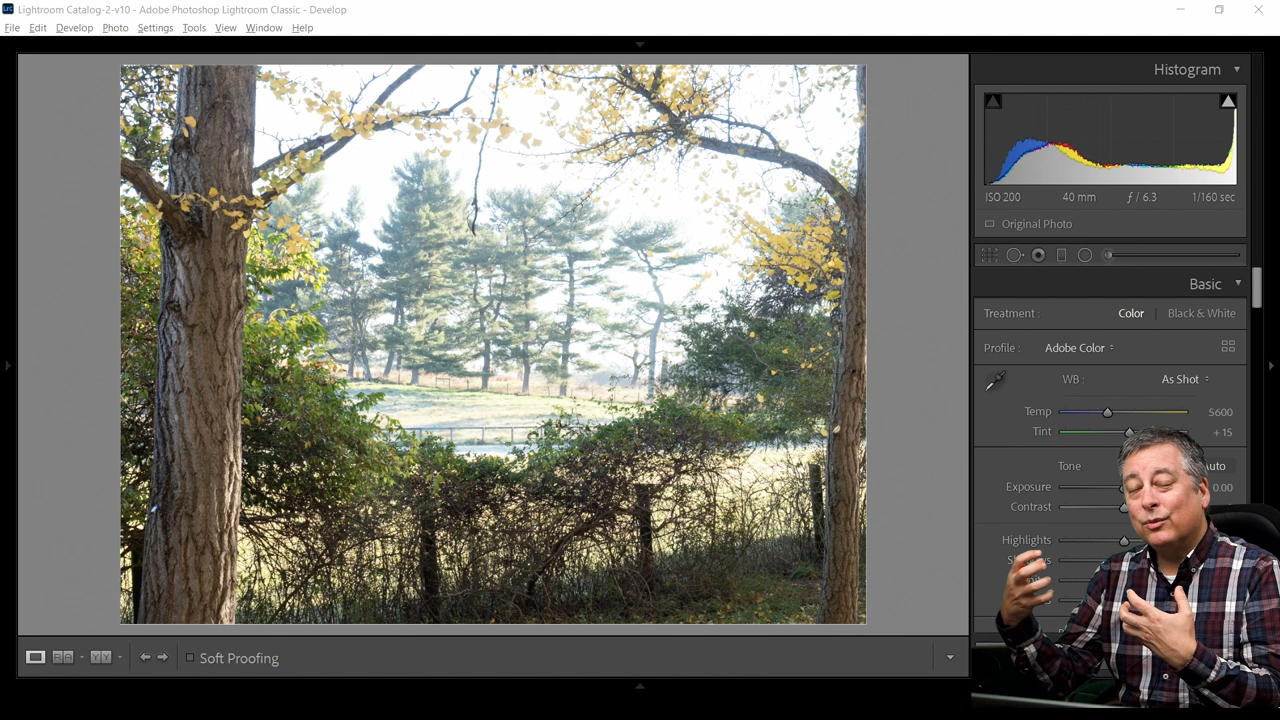 Lrc Lightroom Catalog-2-v10 - Adobe Photoshop Lightroom Classic - Develop
File Edit Develop Photo Settings Tools View Window Help
Histogram
ISO 200 40 mm ƒ / 6.3 1/160 sec
Original Photo
Basic
Treatment : Color Black & White
Profile : Adobe Color
WB : As Shot
Temp 5600
Tint + 15
Tone Auto
Exposure 0.00
Contrast
Highlights
Soft Proofing